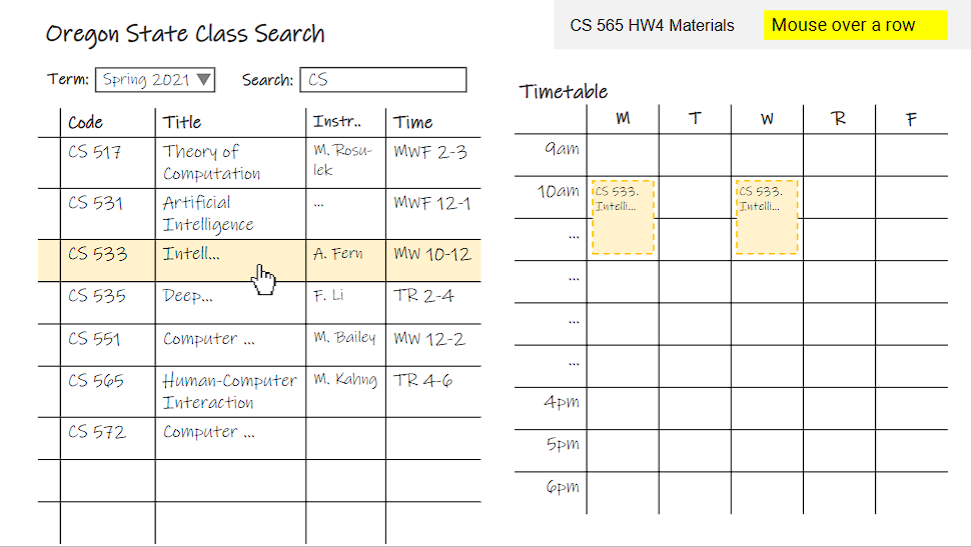 CS 565 HW4 Materials
Mouse over a row
Oregon State Class Search
Term: Spring 2021
Search: CS
Code Title Instr.. Time
CS 517 Theory of M. Rosu- MWF 2-3
Computation lek
CS 531 Artificial ... MWF 12-1
Intelligence
CS 533 Intell... A. Fern MW 10-12
CS 535 Deep... F. Li TR 2-4
CS 551 Computer ... M. Bailey MW 12-2
CS 565 Human-Computer M. Kahng TR 4-6
Interaction
CS 572 Computer ...
Timetable
M T W R F
9am
10am CS 533. CS 533.
Intelli... Intelli...
...
...
...
...
4pm
5pm
6pm